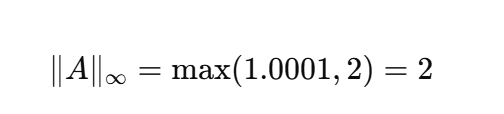 ‖A‖∞ = max(1.0001, 2) = 2